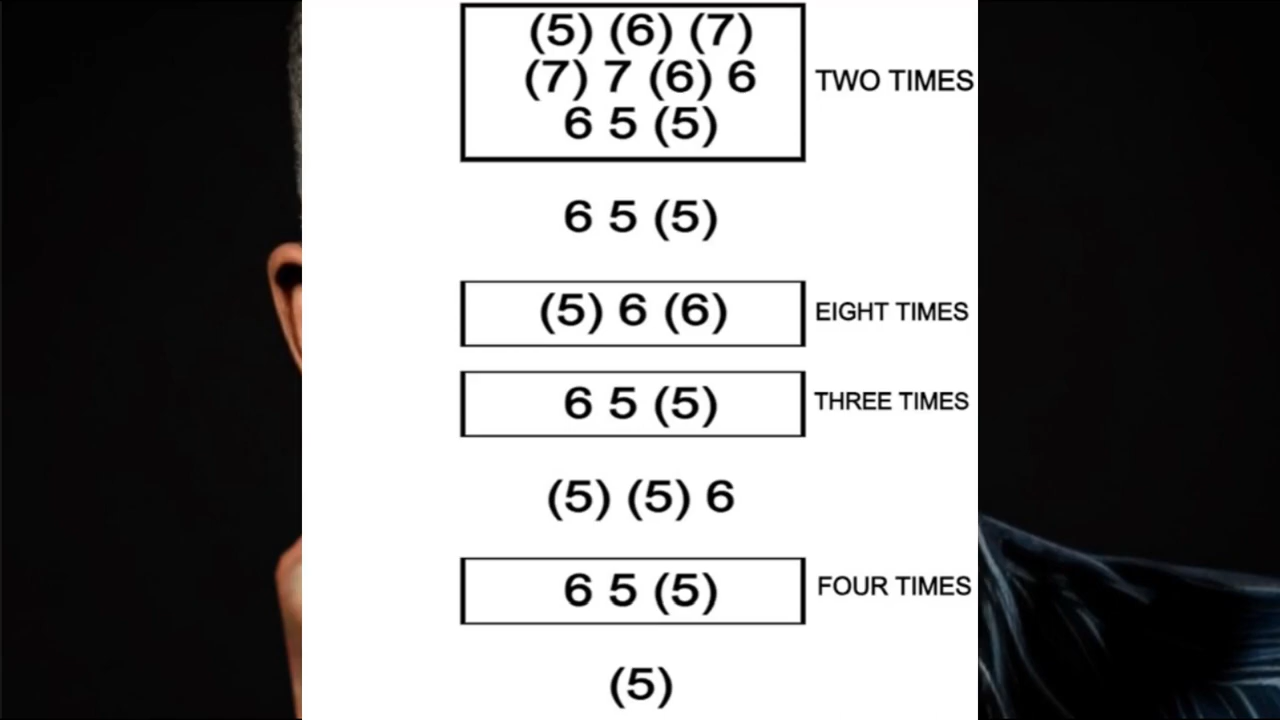 (5) (6) (7)
(7) 7 (6) 6
6 5 (5)
TWO TIMES
6 5 (5)
(5) 6 (6)
EIGHT TIMES
6 5 (5)
THREE TIMES
(5) (5) 6
6 5 (5)
FOUR TIMES
(5)